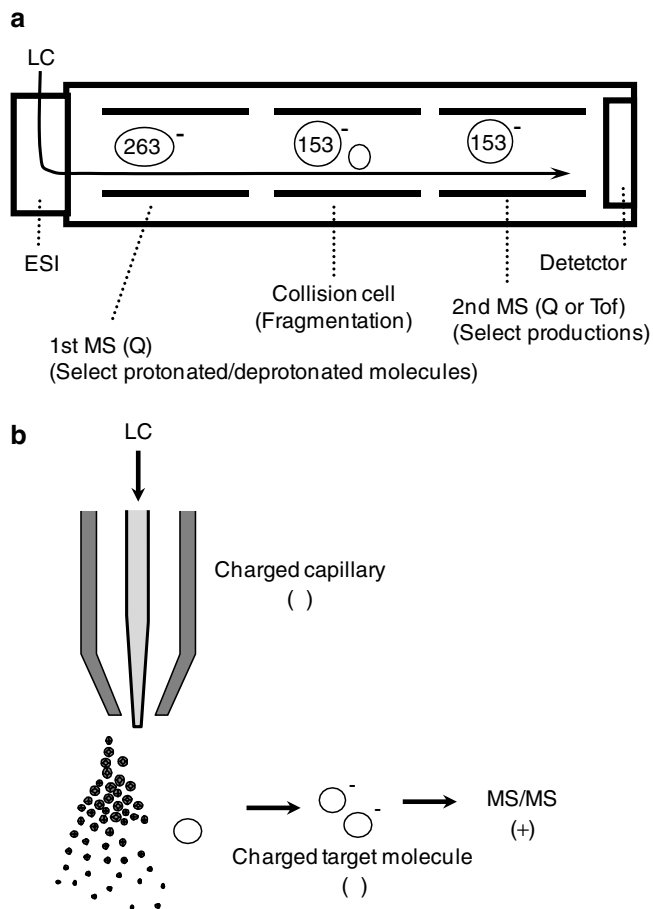 a
LC
263 -
153 -
153 -
ESI
Detetctor
Collision cell
(Fragmentation)
2nd MS (Q or Tof)
(Select productions)
1st MS (Q)
(Select protonated/deprotonated molecules)
b
LC
Charged capillary
( )
- -
MS/MS
(+)
Charged target molecule
( )